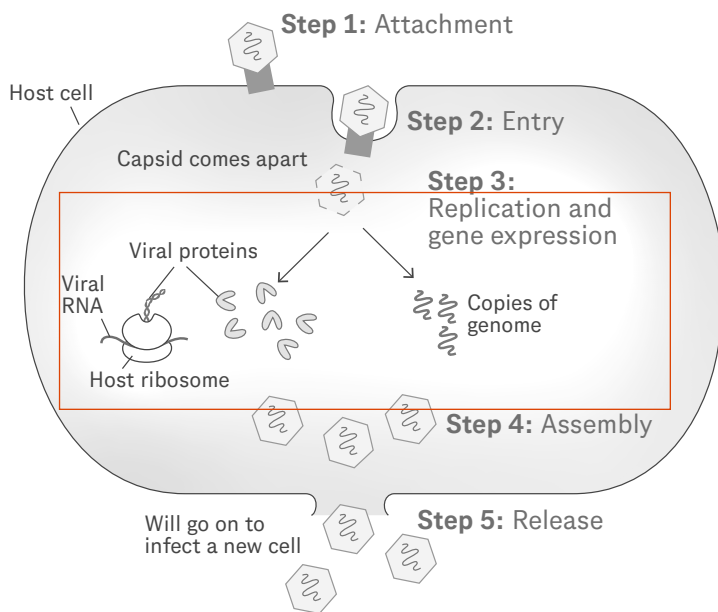 Step 1: Attachment
Host cell
Step 2: Entry
Capsid comes apart
Step 3:
Replication and
gene expression
Viral proteins
Viral
RNA
Copies of
genome
Host ribosome
Step 4: Assembly
Will go on to
infect a new cell
Step 5: Release